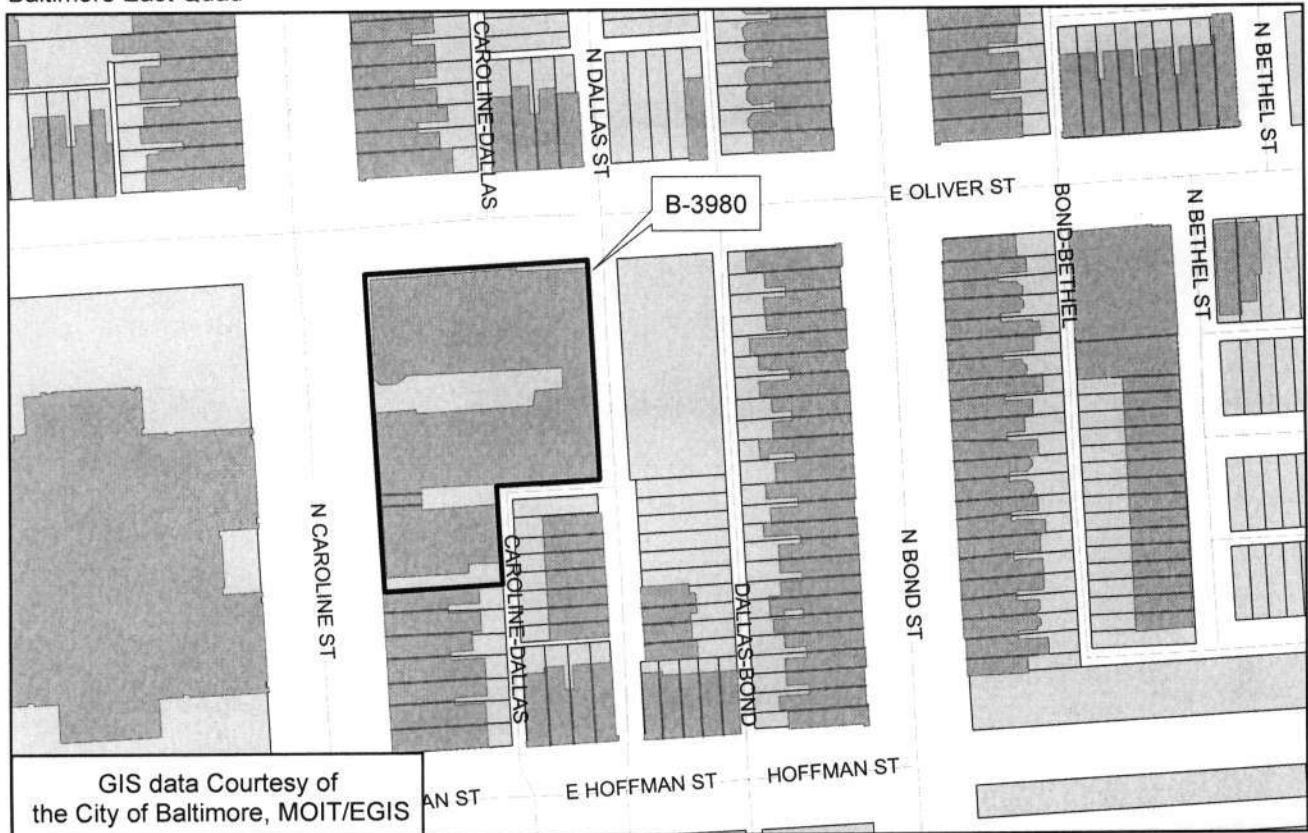 Baltimore East Quad
CAROLINE-DALLAS
N DALLAS ST
N BETHEL ST
B-3980
E OLIVER ST
BOND-BETHEL
N BETHEL ST
N CAROLINE ST
CAROLINE-DALLAS
DALLAS-BOND
N BOND ST
GIS data Courtesy of
the City of Baltimore, MOIT/EGIS
AN ST
E HOFFMAN ST
HOFFMAN ST